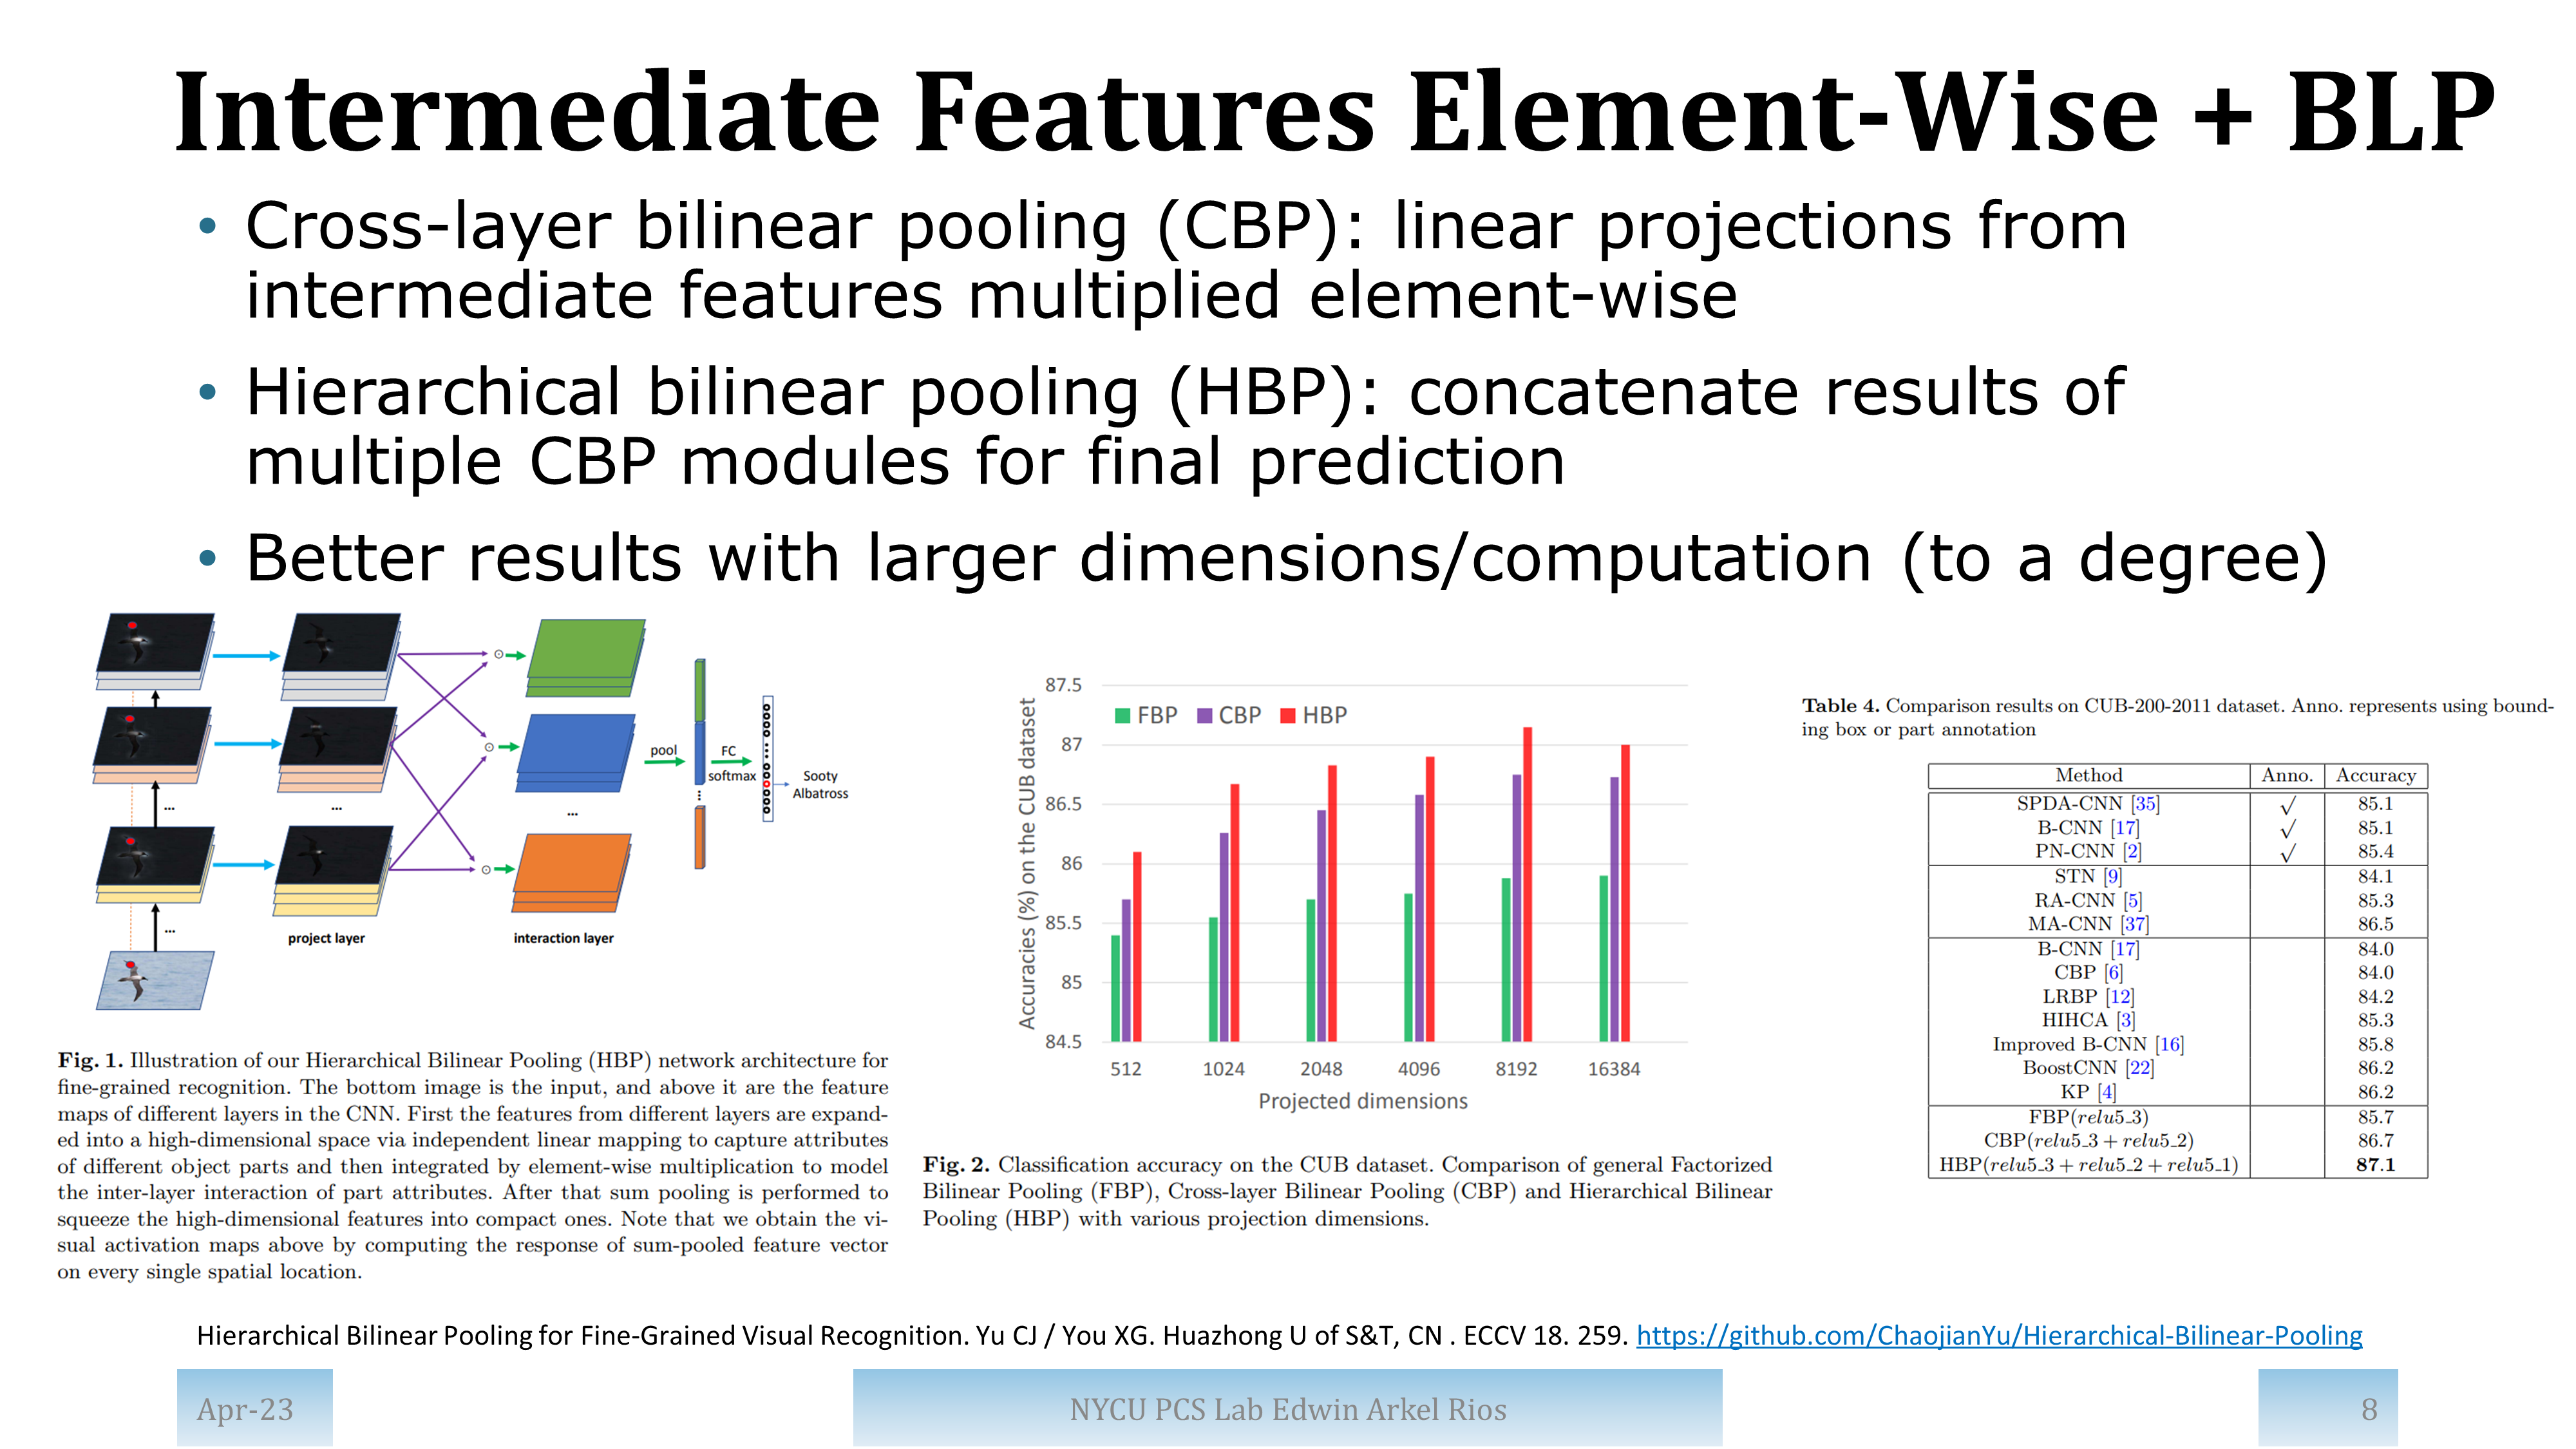 Intermediate Features Element-Wise + BLP
• Cross-layer bilinear pooling (CBP): linear projections from
intermediate features multiplied element-wise
• Hierarchical bilinear pooling (HBP): concatenate results of
multiple CBP modules for final prediction
• Better results with larger dimensions/computation (to a degree)
...
...
...
...
project layer
interaction layer
pool
FC
softmax
Sooty
Albatross
Fig. 1. Illustration of our Hierarchical Bilinear Pooling (HBP) network architecture for
fine-grained recognition. The bottom image is the input, and above it are the feature
maps of different layers in the CNN. First the features from different layers are expand-
ed into a high-dimensional space via independent linear mapping to capture attributes
of different object parts and then integrated by element-wise multiplication to model
the inter-layer interaction of part attributes. After that sum pooling is performed to
squeeze the high-dimensional features into compact ones. Note that we obtain the vi-
sual activation maps above by computing the response of sum-pooled feature vector
on every single spatial location.
Accuracies (%) on the CUB dataset
87.5
87
86.5
86
85.5
85
84.5
FBP CBP HBP
512 1024 2048 4096 8192 16384
Projected dimensions
Fig. 2. Classification accuracy on the CUB dataset. Comparison of general Factorized
Bilinear Pooling (FBP), Cross-layer Bilinear Pooling (CBP) and Hierarchical Bilinear
Pooling (HBP) with various projection dimensions.
Table 4. Comparison results on CUB-200-2011 dataset. Anno. represents using bound-
ing box or part annotation
Method Anno. Accuracy
SPDA-CNN [35] √ 85.1
B-CNN [17] √ 85.1
PN-CNN [2] √ 85.4
STN [9] 84.1
RA-CNN [5] 85.3
MA-CNN [37] 86.5
B-CNN [17] 84.0
CBP [6] 84.0
LRBP [12] 84.2
HIHCA [3] 85.3
Improved B-CNN [16] 85.8
BoostCNN [22] 86.2
KP [4] 86.2
FBP(relu5_3) 85.7
CBP(relu5_3 + relu5_2) 86.7
HBP(relu5_3 + relu5_2 + relu5_1) 87.1
Hierarchical Bilinear Pooling for Fine-Grained Visual Recognition. Yu CJ / You XG. Huazhong U of S&T, CN . ECCV 18. 259. https://github.com/ChaojianYu/Hierarchical-Bilinear-Pooling
Apr-23
NYCU PCS Lab Edwin Arkel Rios
8